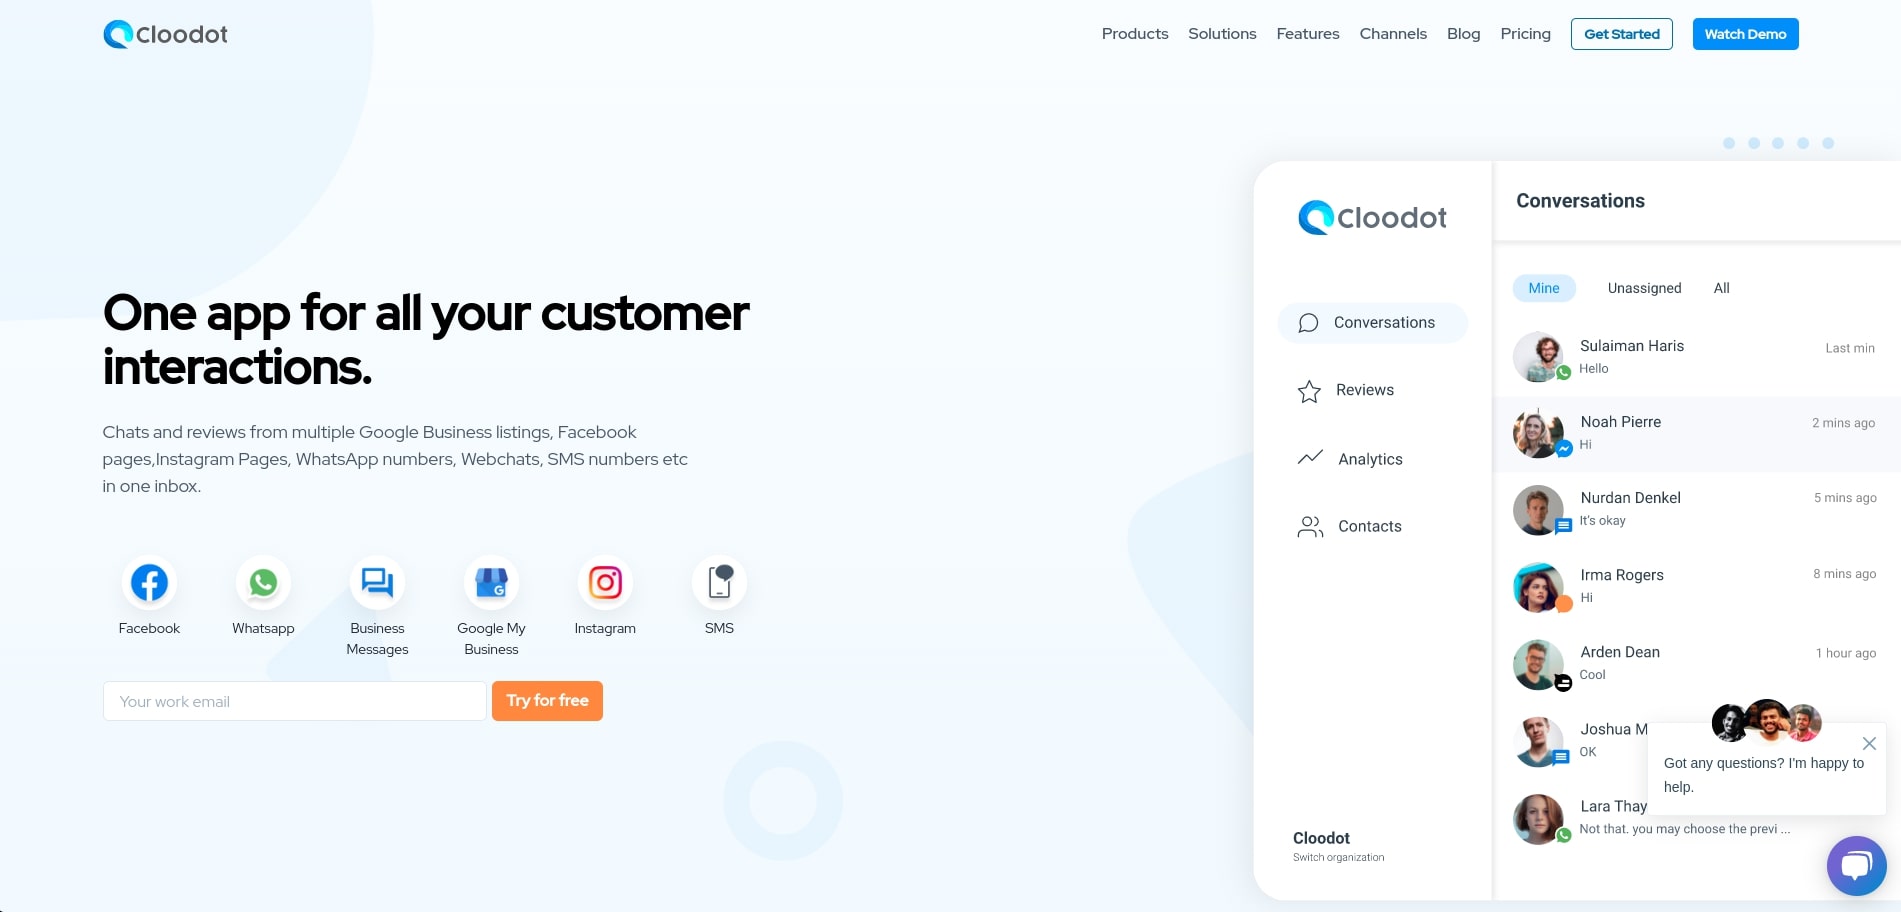 Cloodot
Products
Solutions
Features
Channels
Blog
Pricing
Get Started
Watch Demo
One app for all your customer
interactions.
Chats and reviews from multiple Google Business listings, Facebook
pages,Instagram Pages, WhatsApp numbers, Webchats, SMS numbers etc
in one inbox.
Facebook
Whatsapp
Business
Messages
Google My
Business
Instagram
SMS
Your work email
Try for free
Cloodot
Conversations
Reviews
Analytics
Contacts
Cloodot
Switch organization
Conversations
Mine
Unassigned
All
Sulaiman Haris
Last min
Hello
Noah Pierre
2 mins ago
Hi
Nurdan Denkel
5 mins ago
It's okay
Irma Rogers
8 mins ago
Hi
Arden Dean
1 hour ago
Cool
Joshua M
OK
Lara Thay
Not that. you may choose the previ ...
Got any questions? I'm happy to
help.